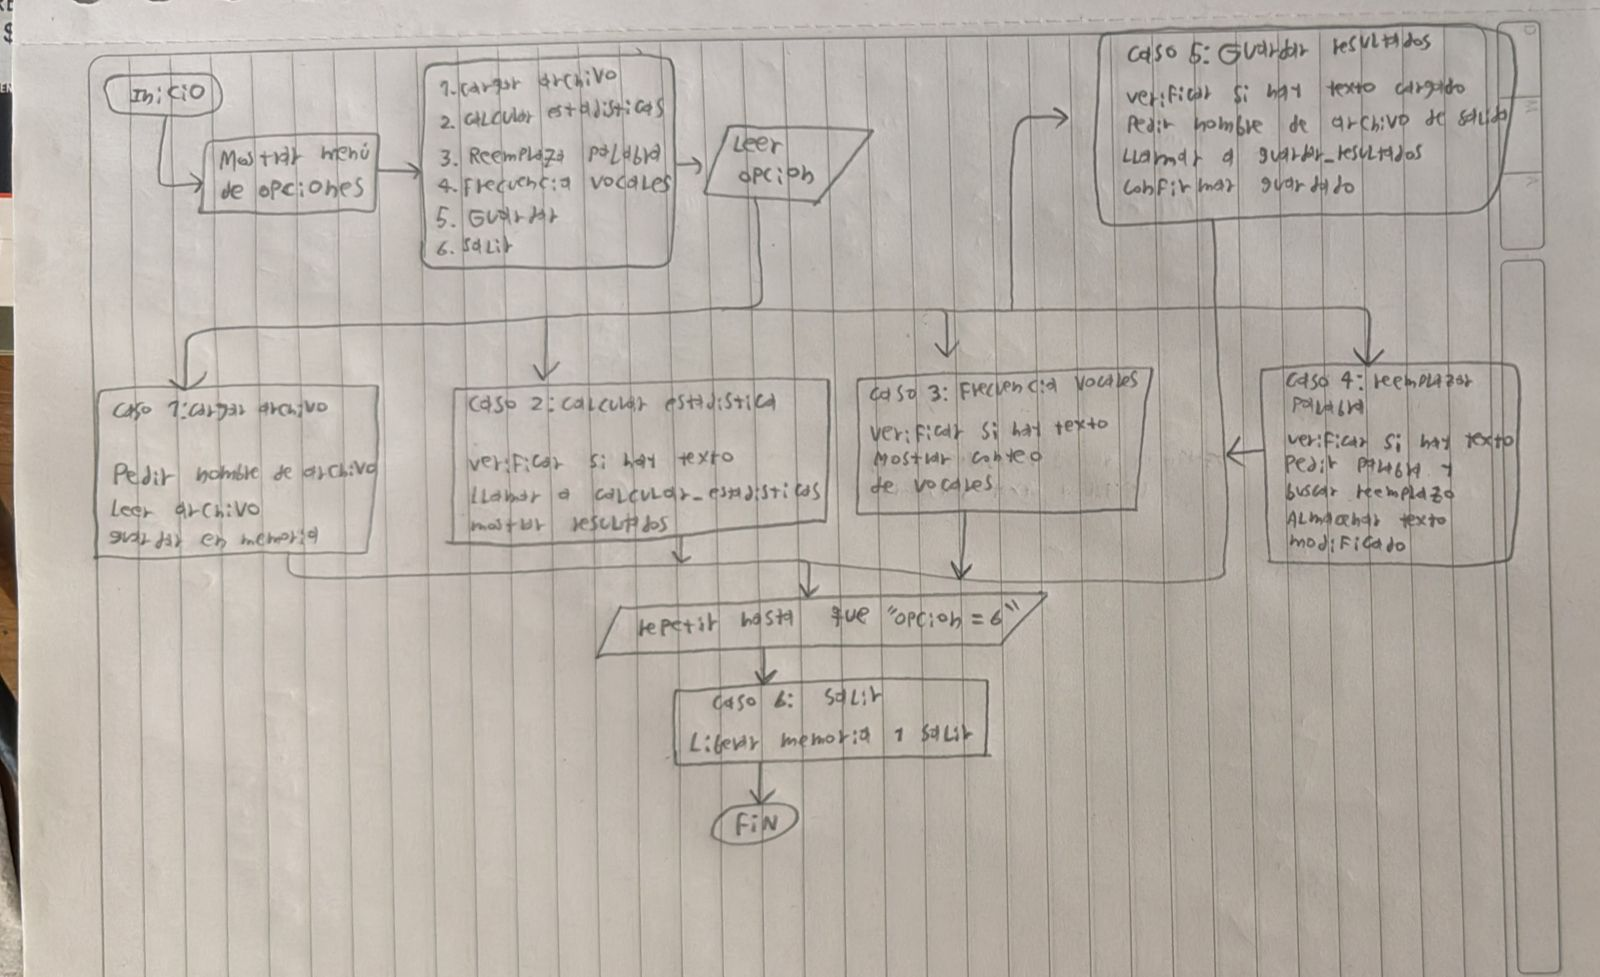 Inicio
Mostrar menú
de opciones
1. cargar archivo
2. calcular estadisticas
3. Reemplaza palabra
4. Frecuencia vocales
5. Guardar
6. salir
Leer
opcion
caso 5: Guardar resultados
verificar si hay texto cargado
Pedir nombre de archivo de salida
Llamar a guardar_resultados
confirmar guardado
caso 1: cargar archivo
Pedir nombre de archivo
Leer archivo
guardar en memoria
caso 2: calcular estadistica
verificar si hay texto
Llamar a calcular_estadisticas
mostrar resultados
caso 3: Frecuencia vocales
verificar si hay texto
Mostrar conteo
de vocales
caso 4: reemplazar
palabra
verificar si hay texto
Pedir palabra y
buscar reemplazo
Almacenar texto
modificado
repetir hasta que "opcion = 6"
caso 6: salir
Liberar memoria y salir
FiN